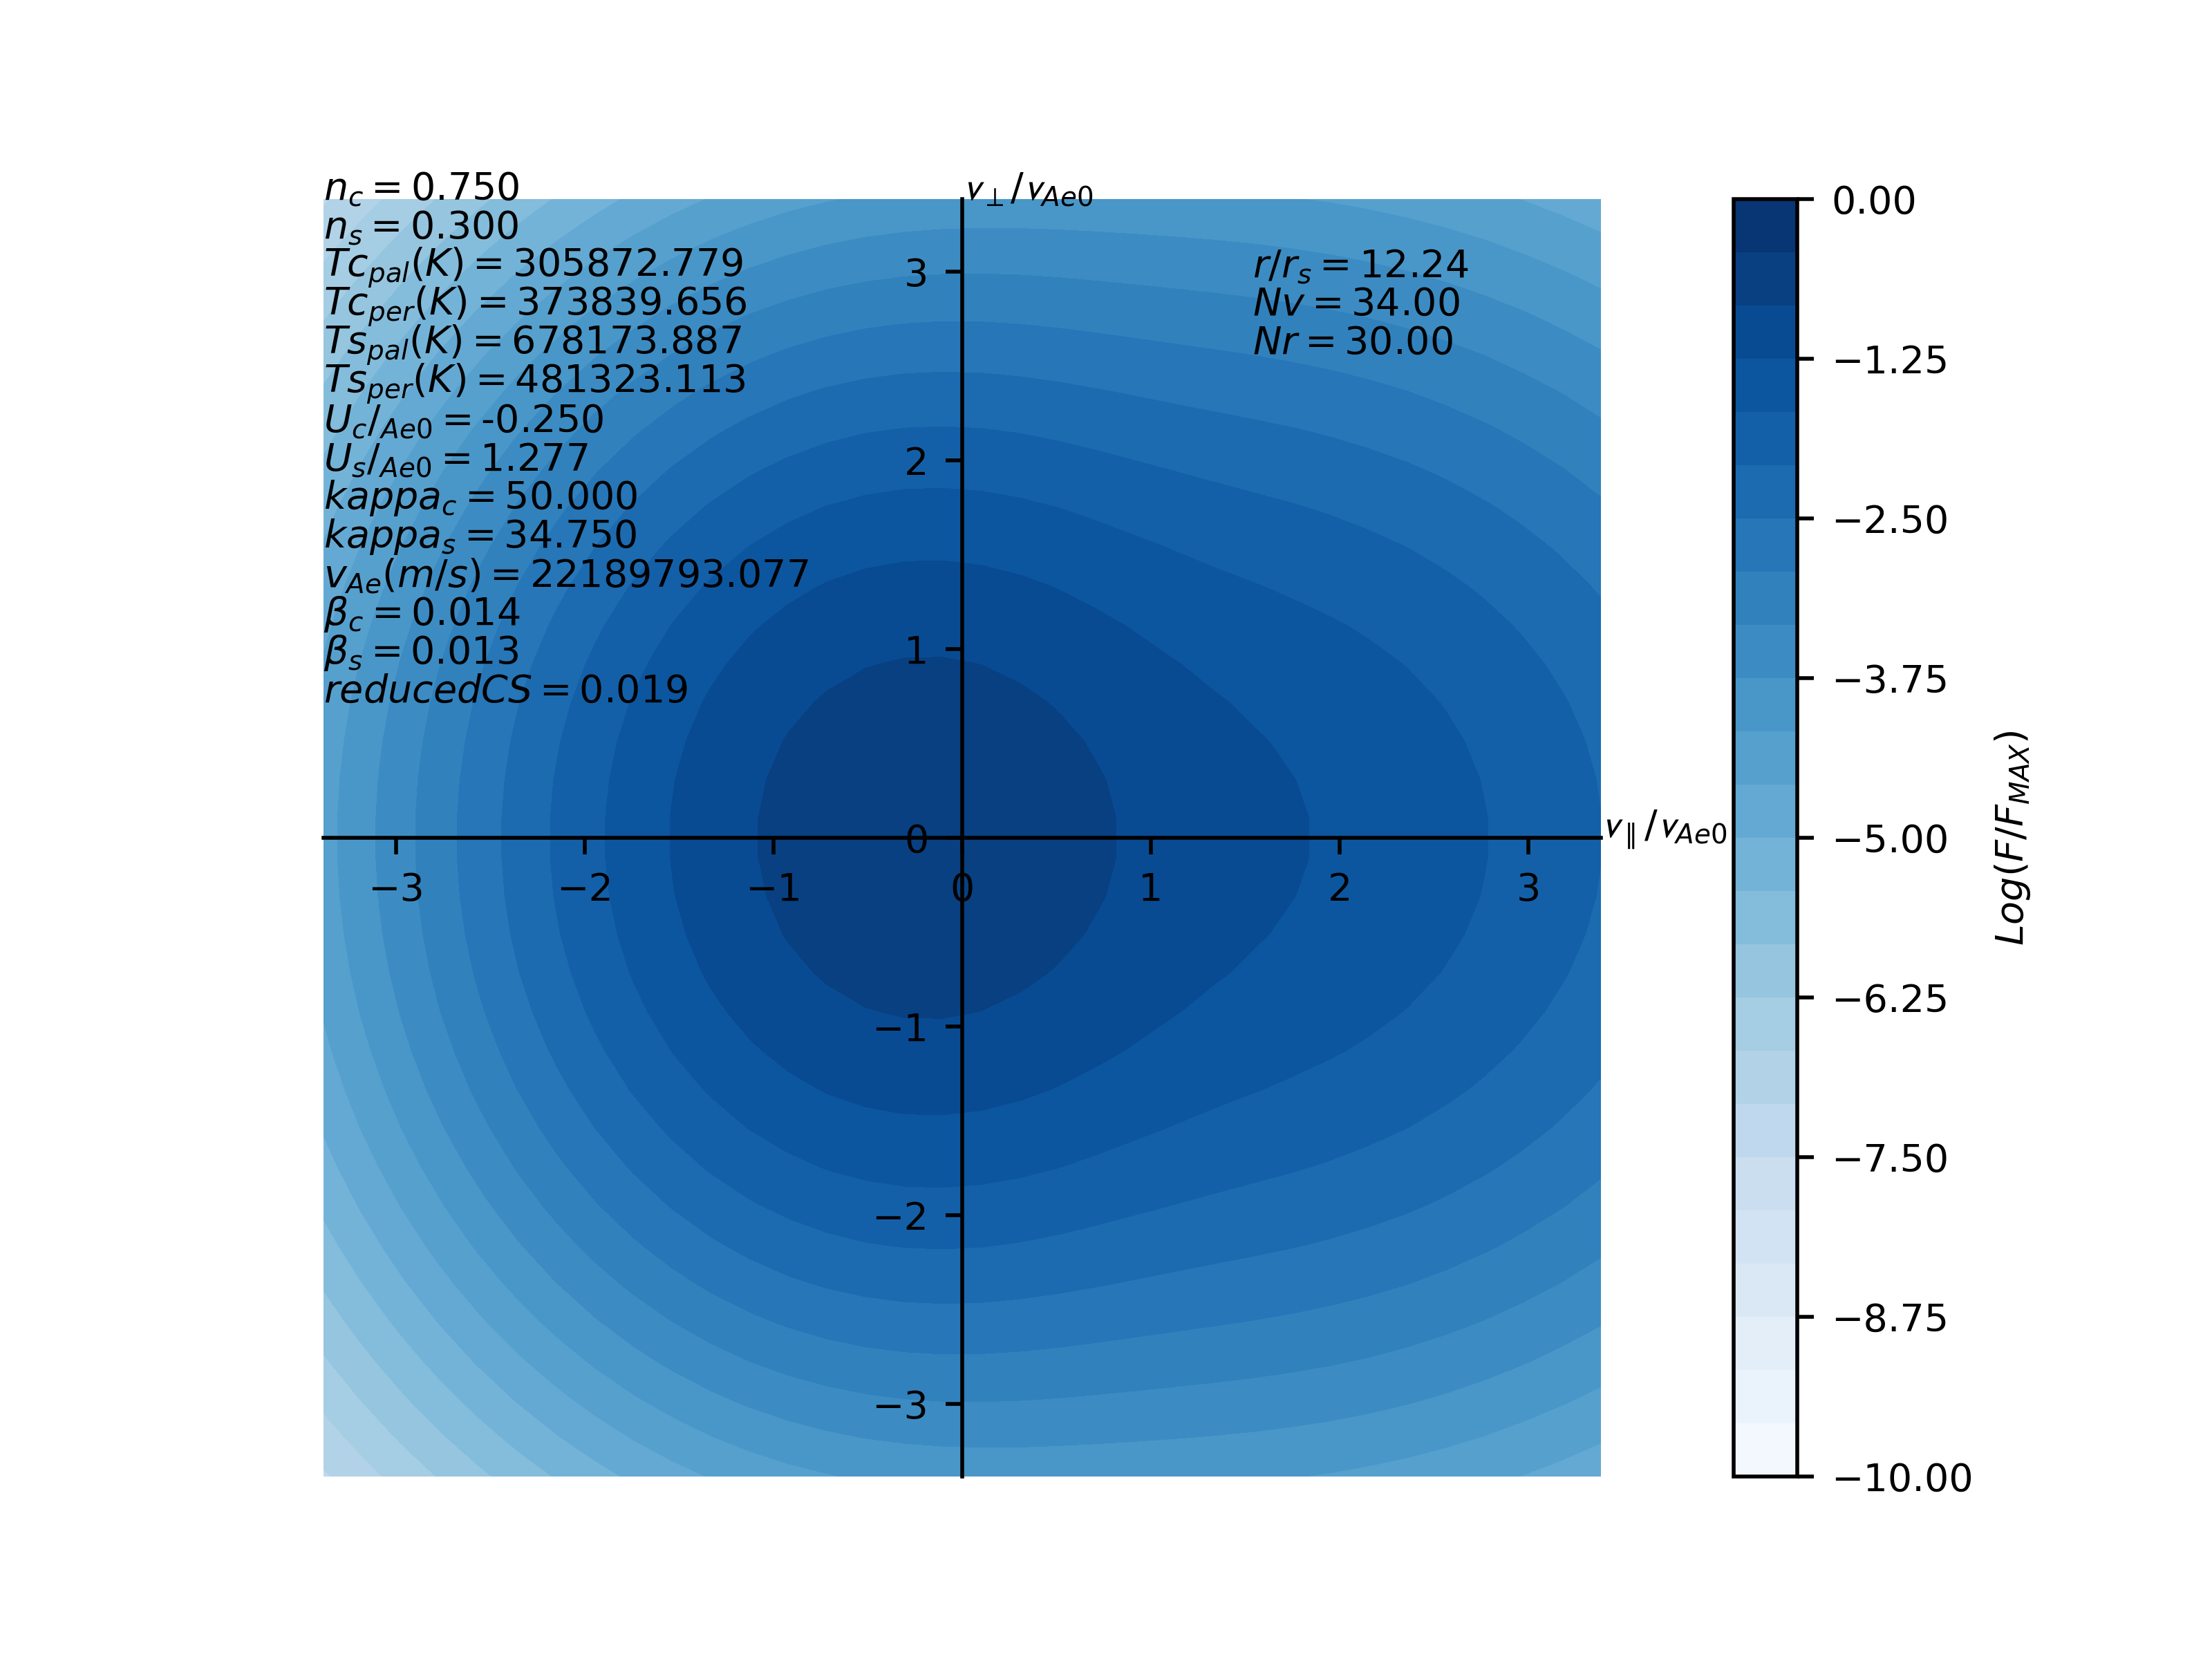 n_c = 0.750
n_s = 0.300
Tc_pal(K) = 305872.779
Tc_per(K) = 373839.656
Ts_pal(K) = 678173.887
Ts_per(K) = 481323.113
U_c/_Ae0 = -0.250
U_s/_Ae0 = 1.277
kappa_c = 50.000
kappa_s = 34.750
v_Ae(m/s) = 22189793.077
β_c = 0.014
β_s = 0.013
reducedCS = 0.019
v_⊥/v_Ae0
r/r_s = 12.24
Nv = 34.00
Nr = 30.00
3
2
1
0
−1
−2
−3
−3 −2 −1 0 1 2 3
v_∥/v_Ae0
0.00
−1.25
−2.50
−3.75
−5.00
−6.25
−7.50
−8.75
−10.00
Log(F/F_MAX)